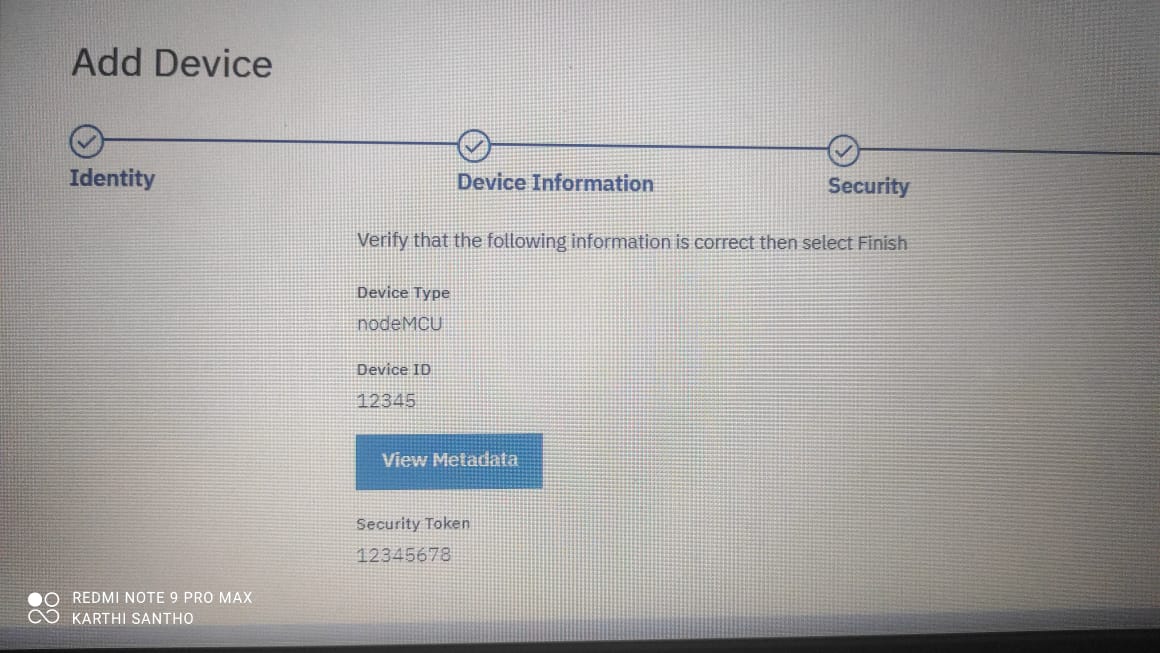 Add Device
Identity
Device Information
Security
Verify that the following information is correct then select Finish
Device Type
nodeMCU
Device ID
12345
View Metadata
Security Token
12345678
REDMI NOTE 9 PRO MAX
KARTHI SANTHO